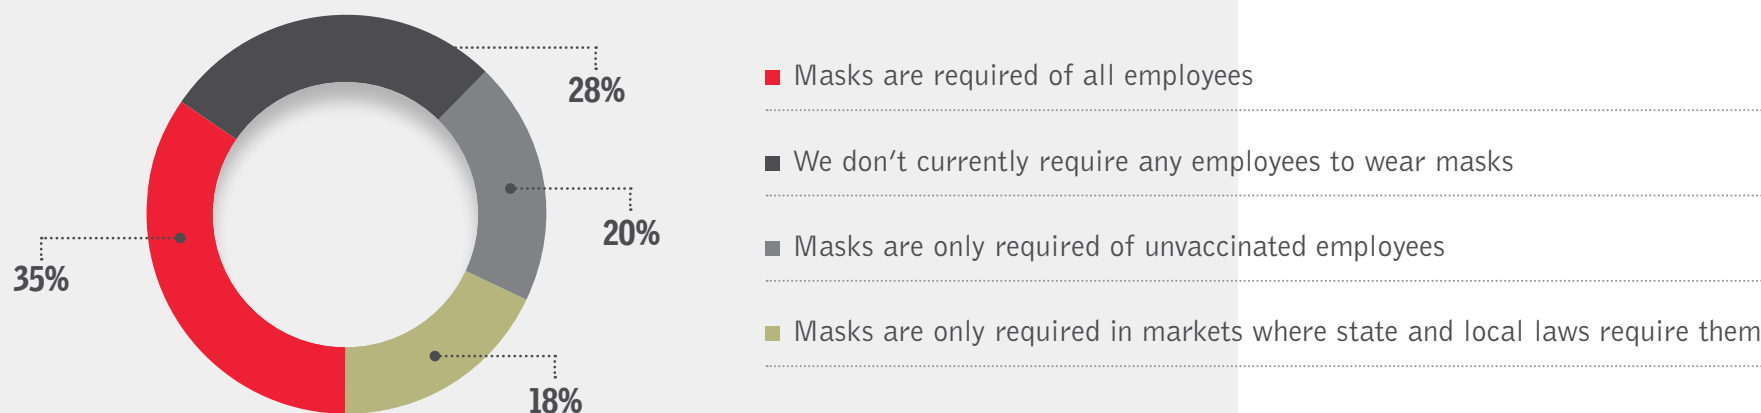 28%
20%
35%
18%
Masks are required of all employees
We don't currently require any employees to wear masks
Masks are only required of unvaccinated employees
Masks are only required in markets where state and local laws require them